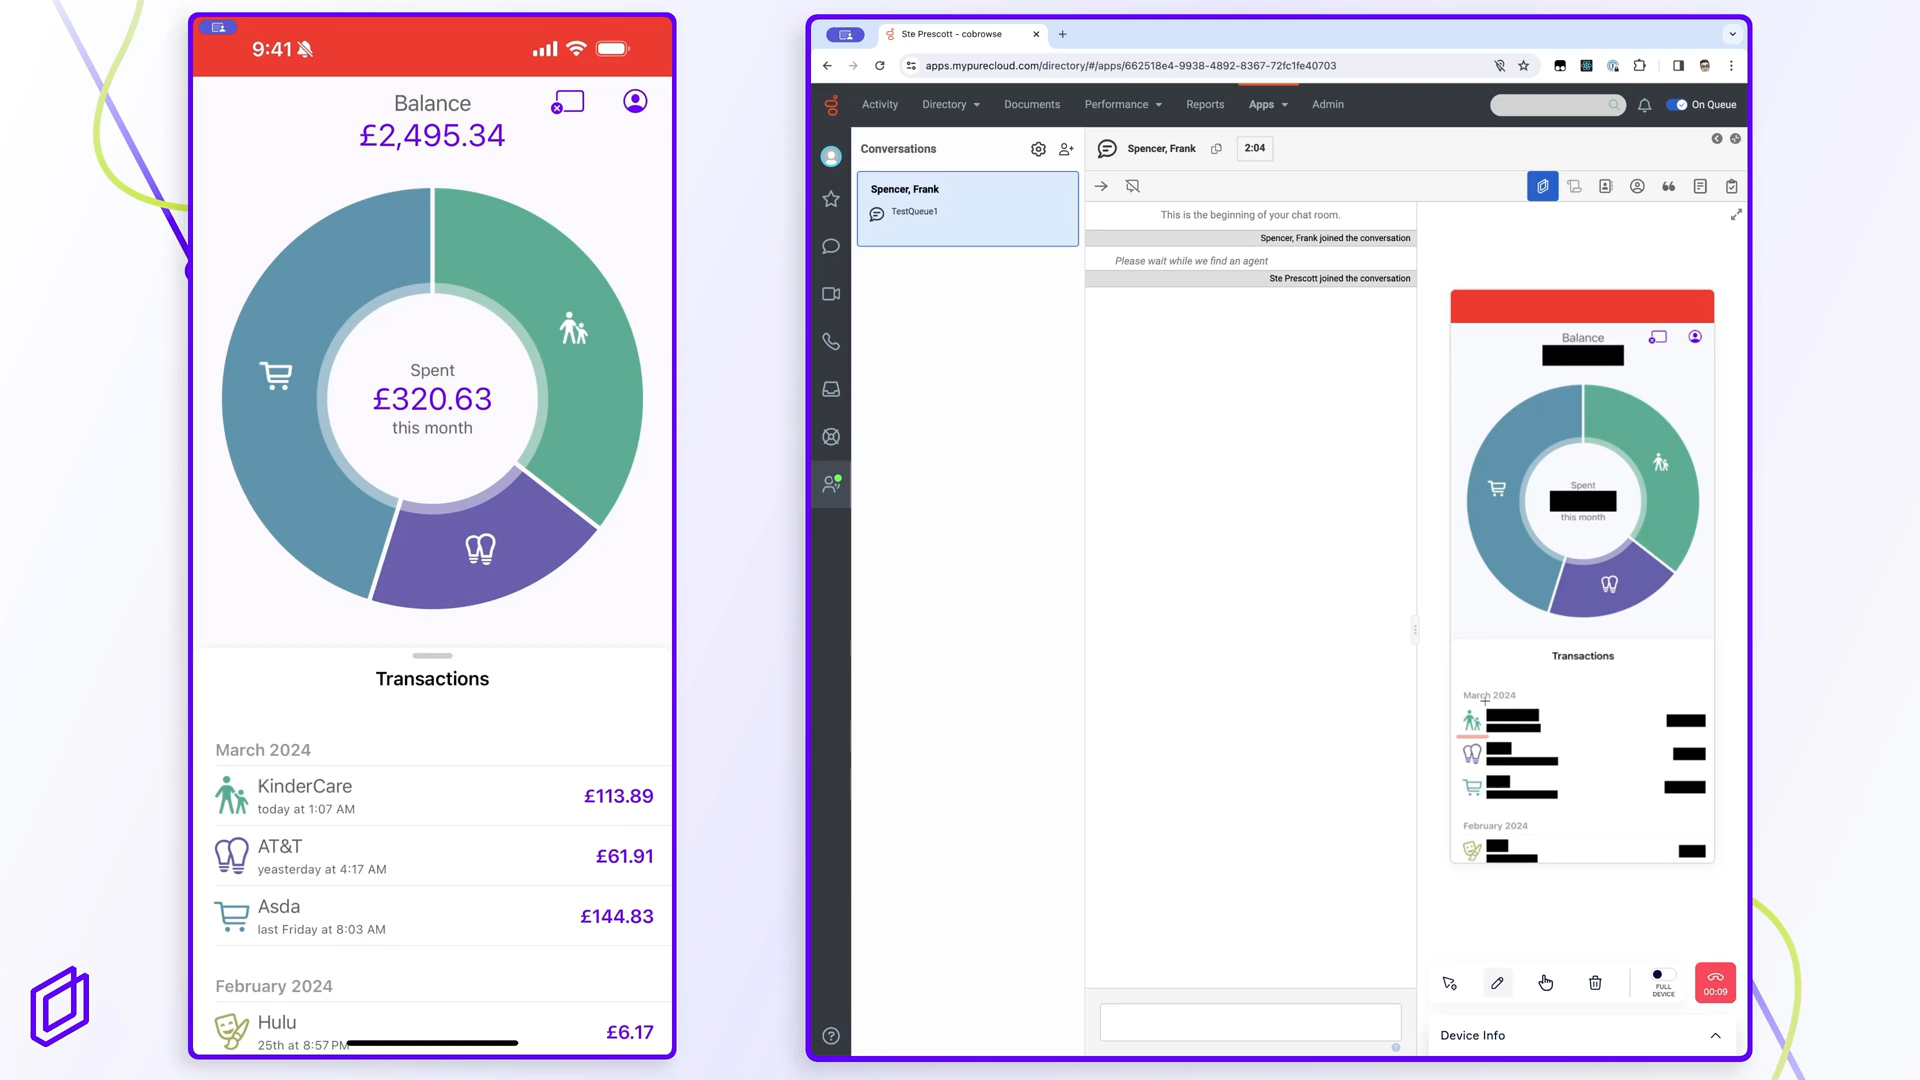 9:41
Balance
£2,495.34
Spent
£320.63
this month
Transactions
March 2024
KinderCare
today at 1:07 AM
£113.89
AT&T
yeasterday at 4:17 AM
£61.91
Asda
last Friday at 8:03 AM
£144.83
February 2024
Hulu
25th at 8:57 PM
£6.17
Ste Prescott - cobrowse
apps.mypurecloud.com/directory/#/apps/662518e4-9938-4892-8367-72fc1fe40703
Activity
Directory
Documents
Performance
Reports
Apps
Admin
On Queue
Conversations
Spencer, Frank
TestQueue1
Spencer, Frank
2:04
This is the beginning of your chat room.
Spencer, Frank joined the conversation
Please wait while we find an agent
Ste Prescott joined the conversation
Balance
Spent
this month
Transactions
March 2024
February 2024
FULL
DEVICE
00:09
Device Info